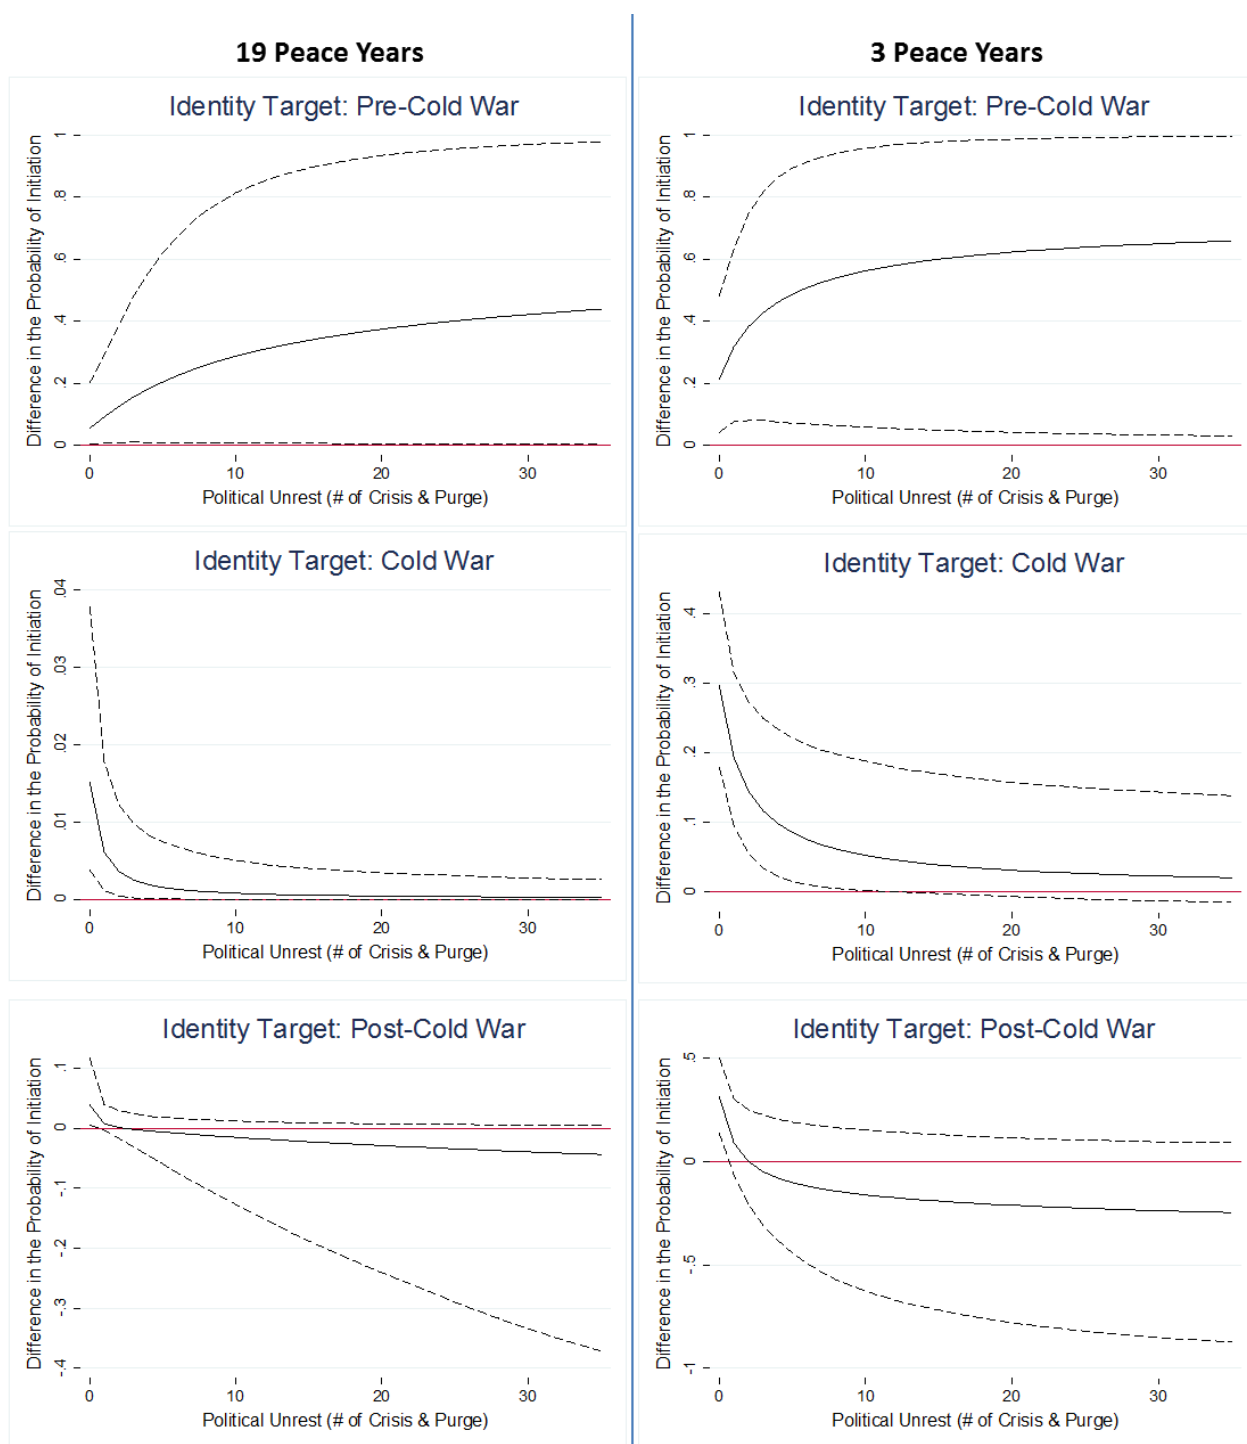 19 Peace Years
3 Peace Years
Identity Target: Pre-Cold War
Difference in the Probability of Initiation
1
.8
.6
.4
.2
0
0 10 20 30
Political Unrest (# of Crisis & Purge)
Identity Target: Pre-Cold War
Difference in the Probability of Initiation
1
.8
.6
.4
.2
0
0 10 20 30
Political Unrest (# of Crisis & Purge)
Identity Target: Cold War
Difference in the Probability of Initiation
.04
.03
.02
.01
0
0 10 20 30
Political Unrest (# of Crisis & Purge)
Identity Target: Cold War
Difference in the Probability of Initiation
.4
.3
.2
.1
0
0 10 20 30
Political Unrest (# of Crisis & Purge)
Identity Target: Post-Cold War
Difference in the Probability of Initiation
.1
0
-.1
-.2
-.3
-.4
0 10 20 30
Political Unrest (# of Crisis & Purge)
Identity Target: Post-Cold War
Difference in the Probability of Initiation
.5
0
-.5
-1
0 10 20 30
Political Unrest (# of Crisis & Purge)